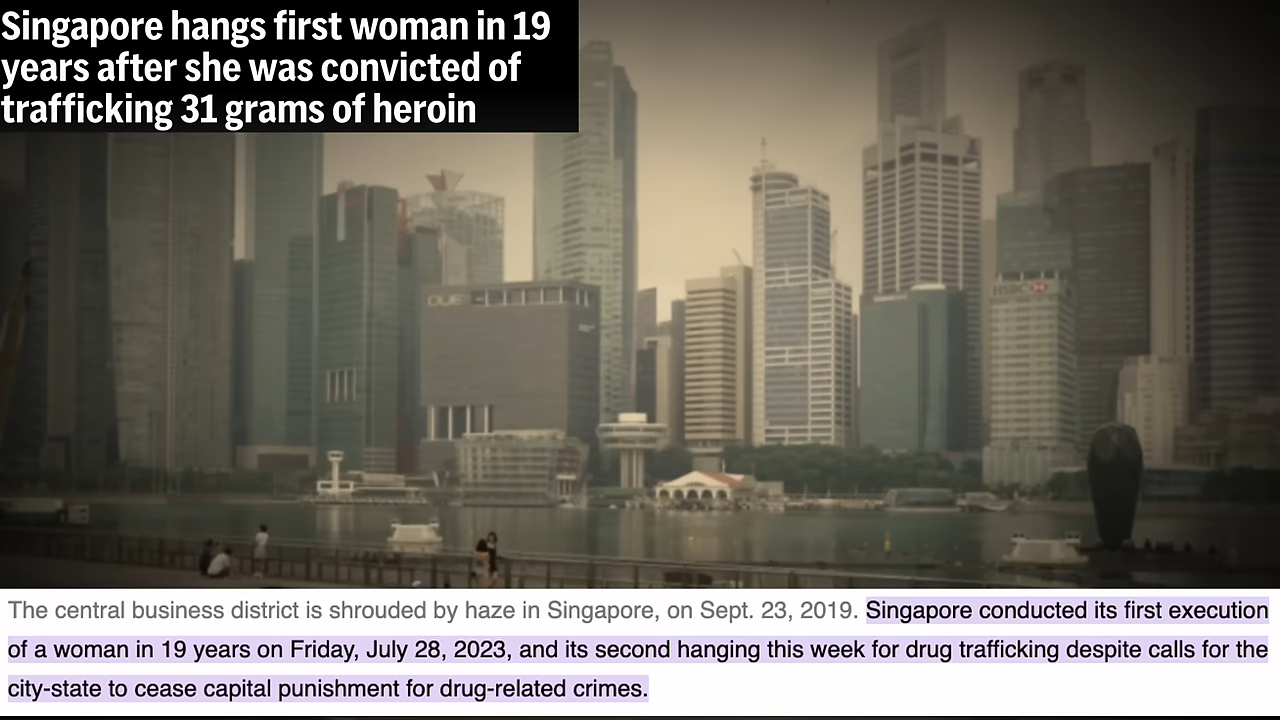 Singapore hangs first woman in 19
years after she was convicted of
trafficking 31 grams of heroin
OUE
HSBC
The central business district is shrouded by haze in Singapore, on Sept. 23, 2019. Singapore conducted its first execution
of a woman in 19 years on Friday, July 28, 2023, and its second hanging this week for drug trafficking despite calls for the
city-state to cease capital punishment for drug-related crimes.